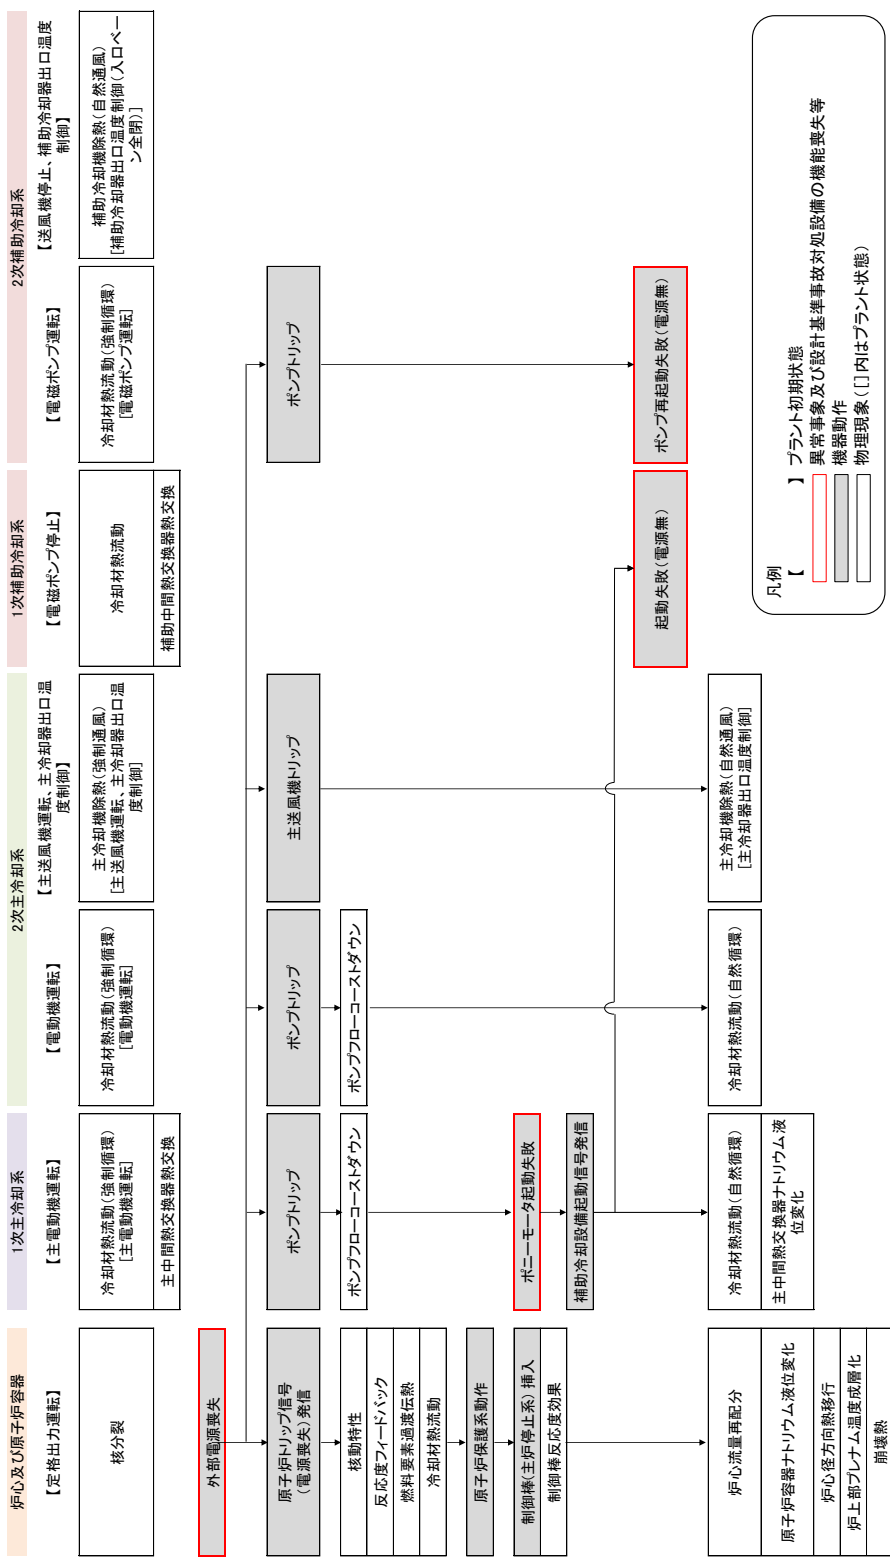 炉心及び原子炉容器
【定格出力運転】
核分裂
外部電源喪失
原子炉トリップ信号
(電源喪失)発信
核動特性
反応度フィードバック
燃料要素過渡伝熱
冷却材熱流動
原子炉保護系動作
制御棒(主炉停止系)挿入
制御棒反応度効果
炉心流量再配分
原子炉容器ナトリウム液位変化
炉心径方向熱移行
炉上部プレナム温度成層化
崩壊熱
1次主冷却系
【主電動機運転】
冷却材熱流動(強制循環)
[主電動機運転]
主中間熱交換器熱交換
ポンプトリップ
ポンプフローコーストダウン
ポニーモータ起動失敗
補助冷却設備起動信号発信
冷却材熱流動(自然循環)
主中間熱交換器ナトリウム液
位変化
2次主冷却系
【電動機運転】
冷却材熱流動(強制循環)
[電動機運転]
ポンプトリップ
ポンプフローコーストダウン
冷却材熱流動(自然循環)
【主送風機運転、主冷却器出口温
度制御】
主冷却機除熱(強制通風)
[主送風機運転、主冷却器出口温
度制御]
主送風機トリップ
主冷却機除熱(自然通風)
[主冷却器出口温度制御]
1次補助冷却系
【電磁ポンプ停止】
冷却材熱流動
補助中間熱交換器熱交換
起動失敗(電源無)
2次補助冷却系
【電磁ポンプ運転】
冷却材熱流動(強制循環)
[電磁ポンプ運転]
ポンプトリップ
ポンプ再起動失敗(電源無)
【送風機停止、補助冷却器出口温度
制御】
補助冷却機除熱(自然通風)
[補助冷却器出口温度制御(入口ベー
ン全閉)]
凡例
【 】 プラント初期状態
異常事象及び設計基準事故対処設備の機能喪失等
機器動作
物理現象([]内はプラント状態)